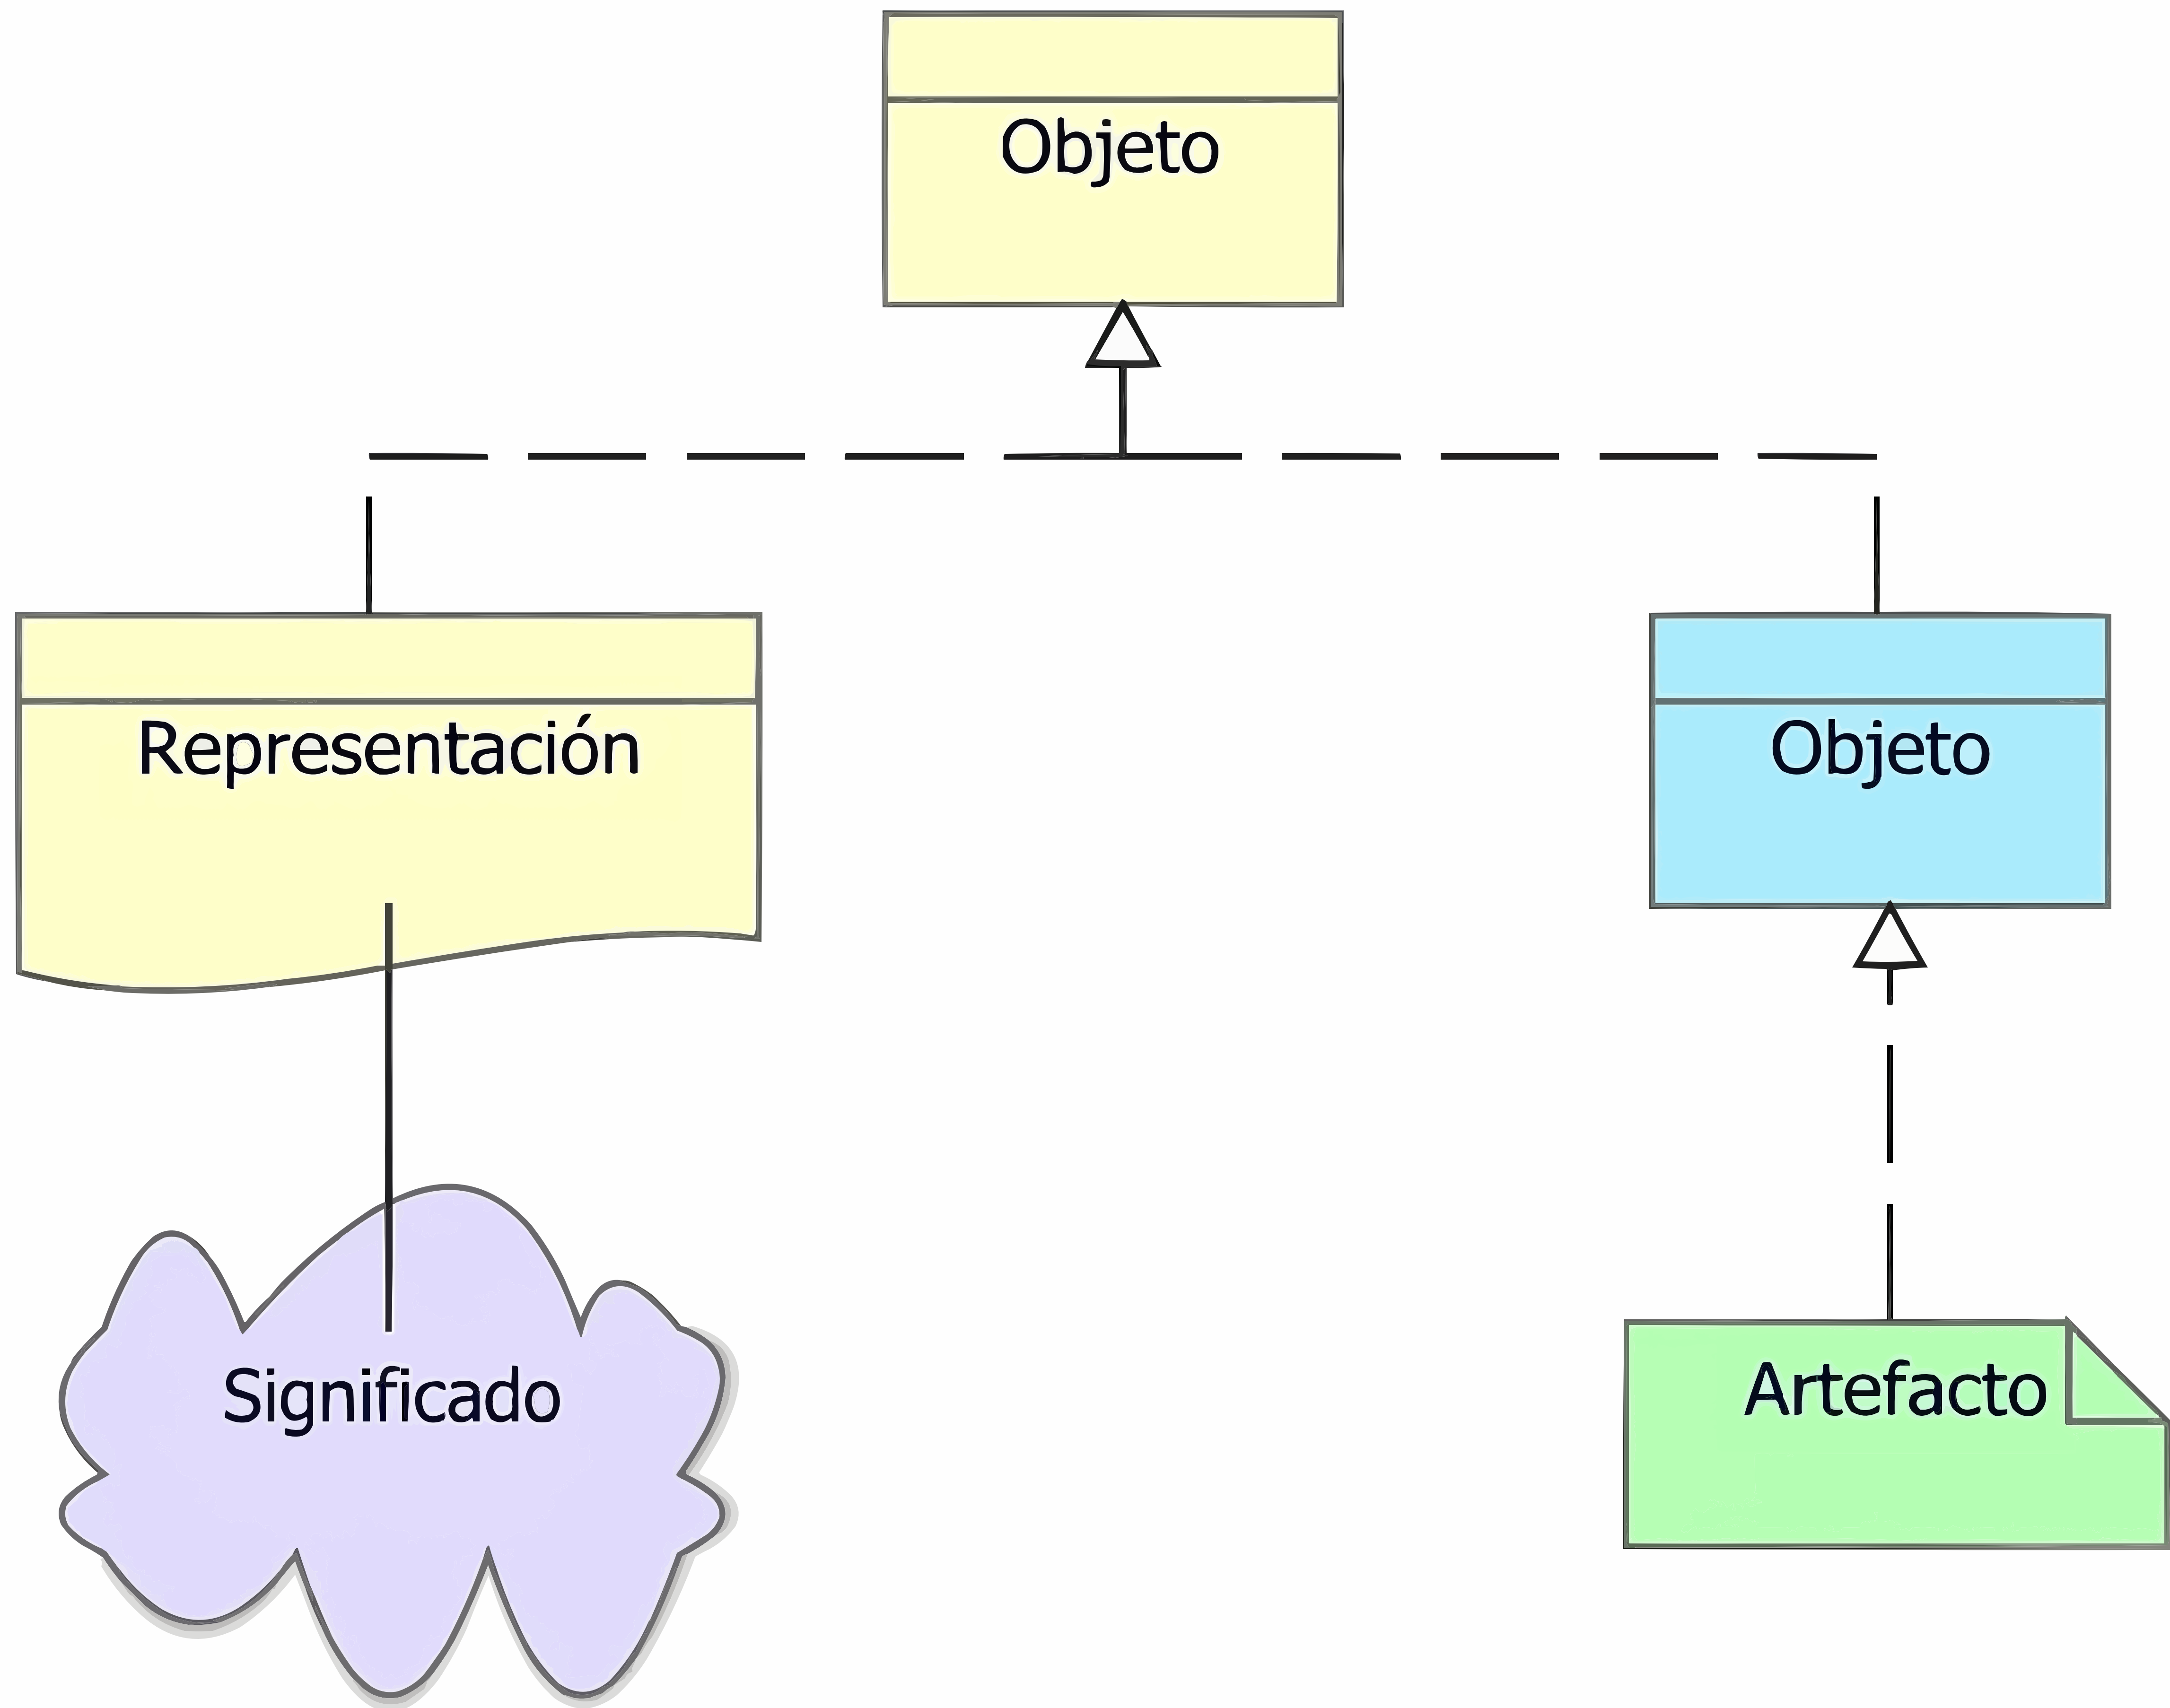 Objeto
Representación
Objeto
Significado
Artefacto